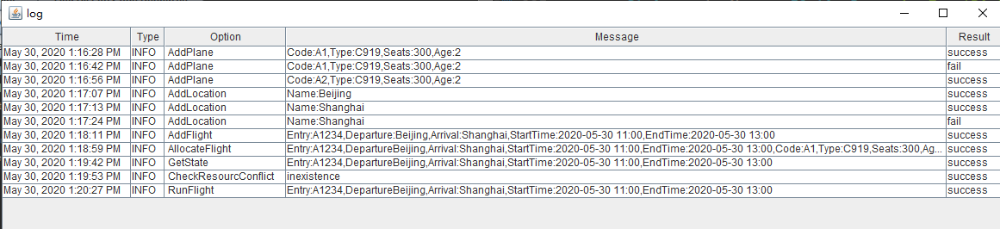 log
Time Type Option Message Result
May 30, 2020 1:16:28 PM INFO AddPlane Code:A1,Type:C919,Seats:300,Age:2 success
May 30, 2020 1:16:42 PM INFO AddPlane Code:A1,Type:C919,Seats:300,Age:2 fail
May 30, 2020 1:16:56 PM INFO AddPlane Code:A2,Type:C919,Seats:300,Age:2 success
May 30, 2020 1:17:07 PM INFO AddLocation Name:Beijing success
May 30, 2020 1:17:13 PM INFO AddLocation Name:Shanghai success
May 30, 2020 1:17:24 PM INFO AddLocation Name:Shanghai fail
May 30, 2020 1:18:11 PM INFO AddFlight Entry:A1234,Departure:Beijing,Arrival:Shanghai,StartTime:2020-05-30 11:00,EndTime:2020-05-30 13:00 success
May 30, 2020 1:18:59 PM INFO AllocateFlight Entry:A1234,Departure:Beijing,Arrival:Shanghai,StartTime:2020-05-30 11:00,EndTime:2020-05-30 13:00,Code:A1,Type:C919,Seats:300,Ag... success
May 30, 2020 1:19:42 PM INFO GetState Entry:A1234,Departure:Beijing,Arrival:Shanghai,StartTime:2020-05-30 11:00,EndTime:2020-05-30 13:00 success
May 30, 2020 1:19:53 PM INFO CheckResourcConflict inexistence success
May 30, 2020 1:20:27 PM INFO RunFlight Entry:A1234,DepartureBeijing,Arrival:Shanghai,StartTime:2020-05-30 11:00,EndTime:2020-05-30 13:00 success